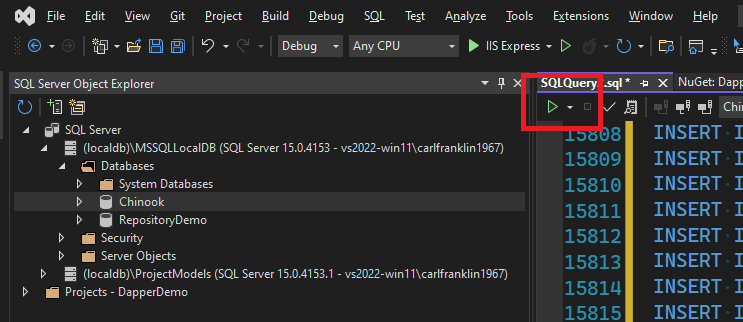 File Edit View Git Project Build Debug
SQL Test Analyze Tools Extensions Window
Debug Any CPU IIS Express
SQL Server Object Explorer
SQLQuery...sql* NuGet: Dapper
SQL Server
(localdb)\MSSQLLocalDB (SQL Server 15.0.4153 - vs2022-win11\carlfranklin1967)
Databases
System Databases
Chinook
RepositoryDemo
Security
Server Objects
(localdb)\ProjectModels (SQL Server 15.0.4153.1 - vs2022-win11\carlfranklin1967)
Projects - DapperDemo
Chin
15808 INSERT I
15809 INSERT I
15810 INSERT I
15811 INSERT I
15812 INSERT I
15813 INSERT I
15814 INSERT I
15815 INSERT I